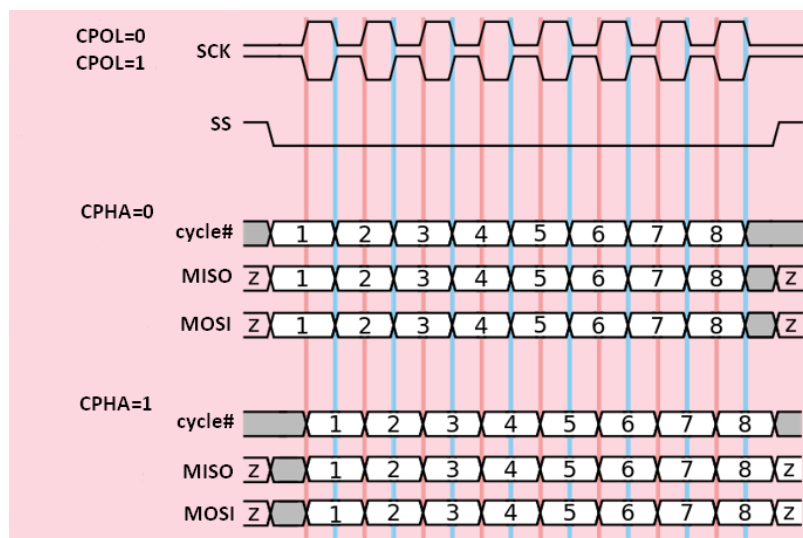 CPOL=0
SCK
CPOL=1
SS
CPHA=0
cycle# 1 2 3 4 5 6 7 8
MISO z 1 2 3 4 5 6 7 8 z
MOSI z 1 2 3 4 5 6 7 8 z
CPHA=1
cycle# 1 2 3 4 5 6 7 8
MISO z 1 2 3 4 5 6 7 8 z
MOSI z 1 2 3 4 5 6 7 8 z